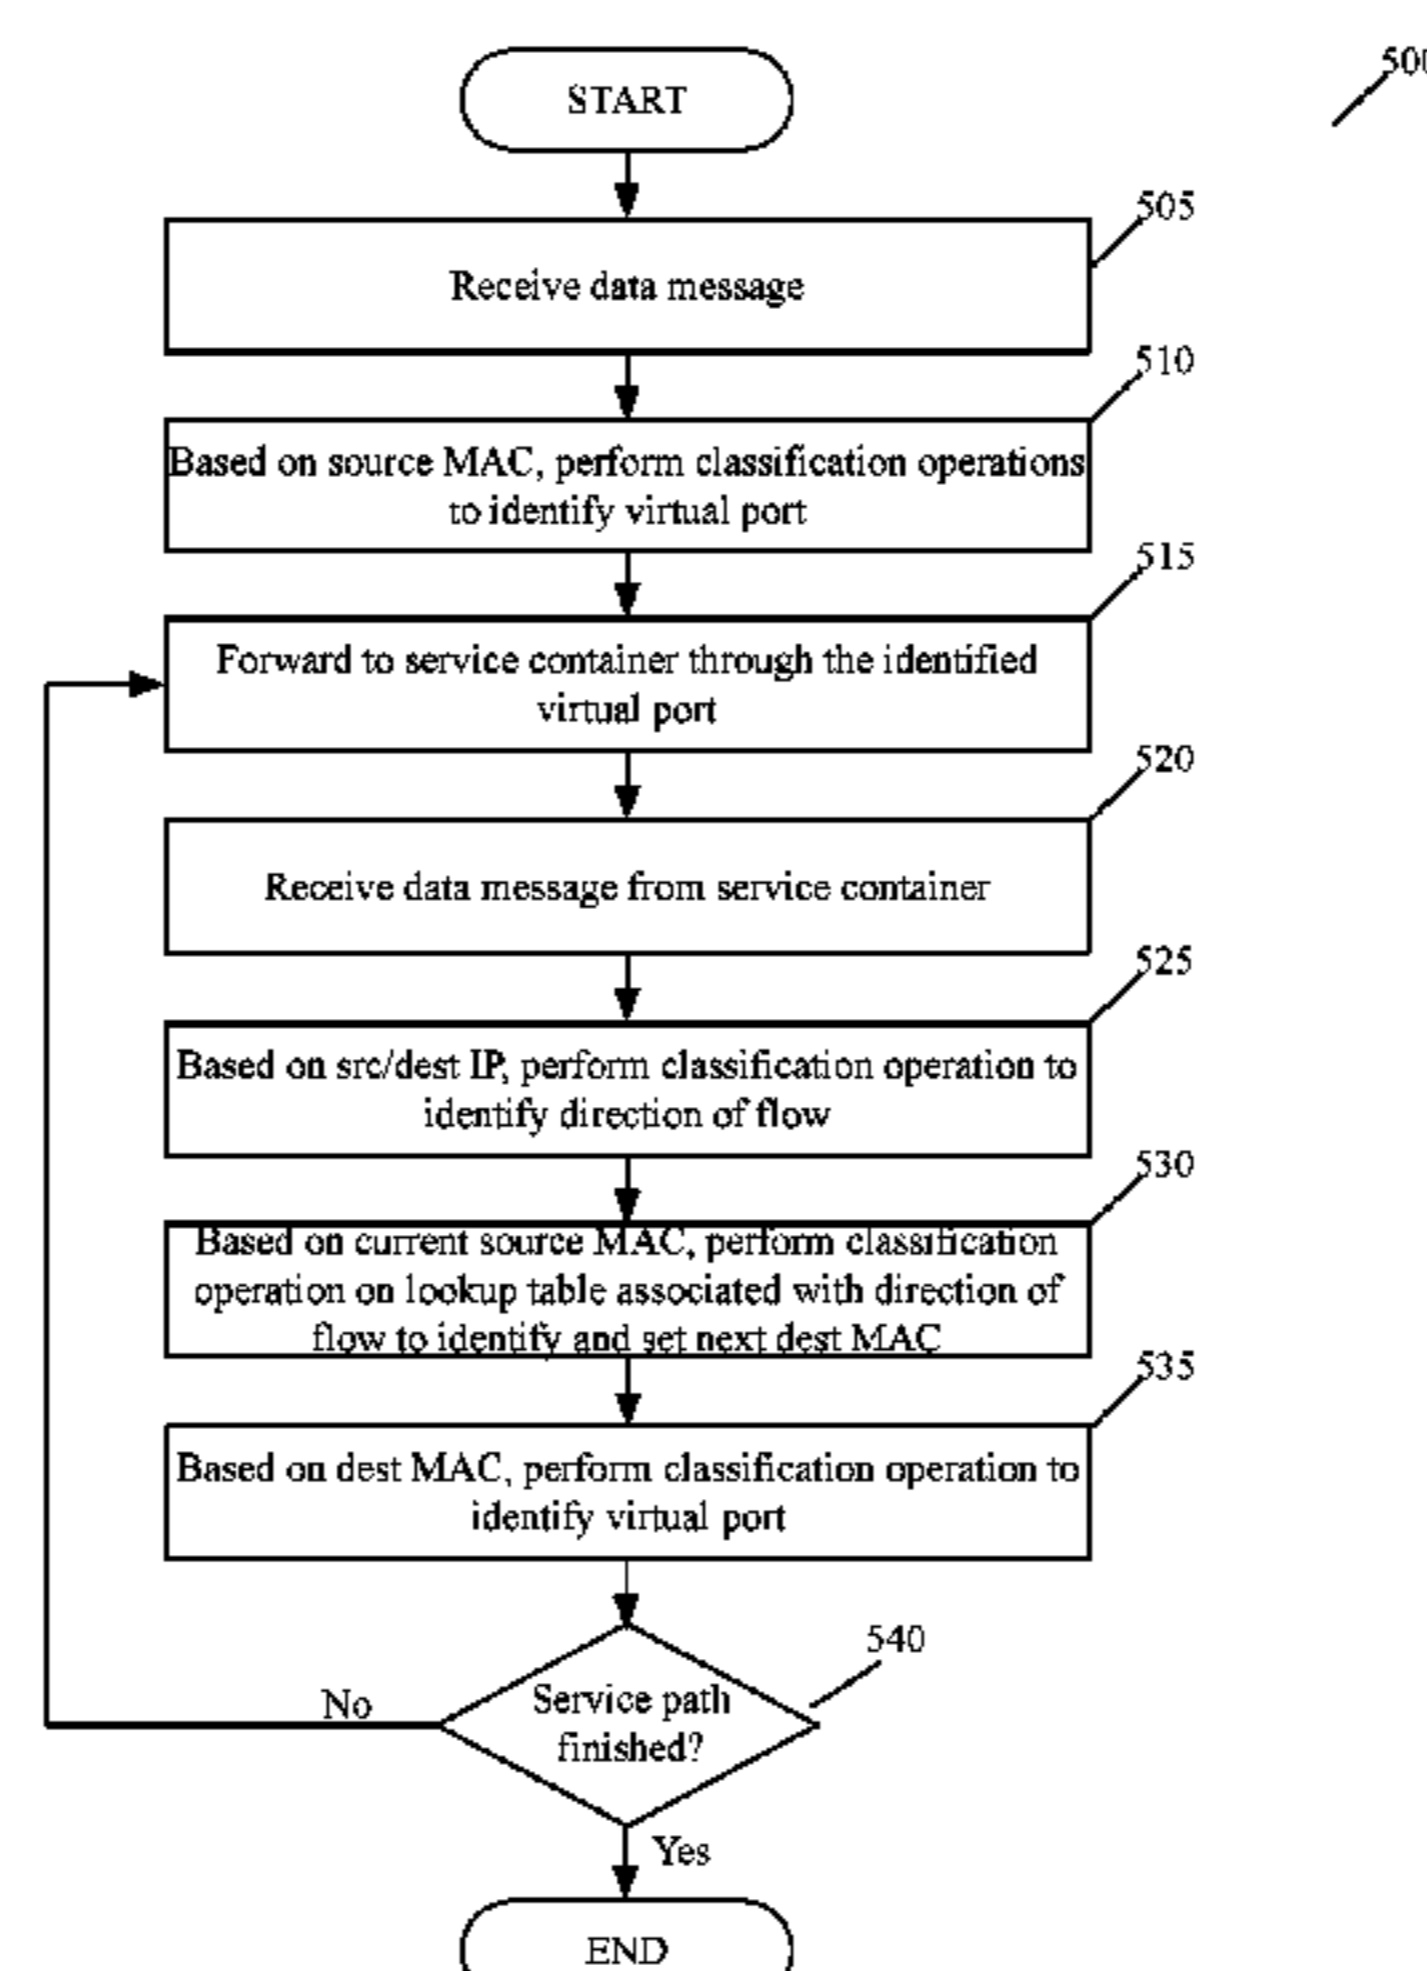 START
500
505
Receive data message
510
Based on source MAC, perform classification operations
to identify virtual port
515
Forward to service container through the identified
virtual port
520
Receive data message from service container
525
Based on src/dest IP, perform classification operation to
identify direction of flow
530
Based on current source MAC, perform classification
operation on lookup table associated with direction of
flow to identify and set next dest MAC
535
Based on dest MAC, perform classification operation to
identify virtual port
540
Service path
finished?
No
Yes
END